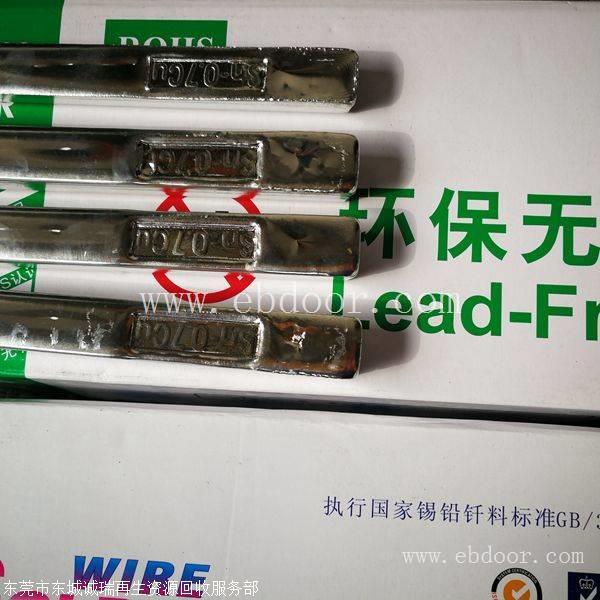 ROHS
Sn-0.7Cu
Sn-0.7Cu
Sn-0.7Cu
Sn-0.7Cu
环保无
Lead-Fr
www.ebdoor.com
执行国家锡铅钎料标准GB/3
WIRE
www.ebdoor.com
东莞市东城诚瑞再生资源回收服务部